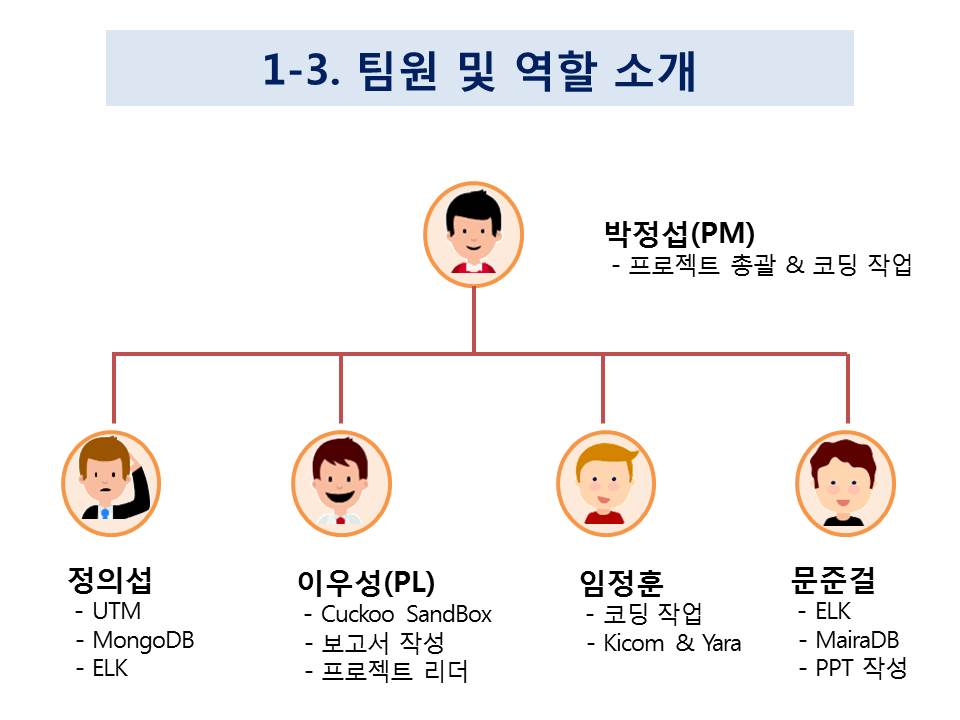 1-3. 팀원 및 역할 소개
박정섭(PM)
- 프로젝트 총괄 & 코딩 작업
정의섭
- UTM
- MongoDB
- ELK
이우성(PL)
- Cuckoo SandBox
- 보고서 작성
- 프로젝트 리더
임정훈
- 코딩 작업
- Kicom & Yara
문준걸
- ELK
- MairaDB
- PPT 작성